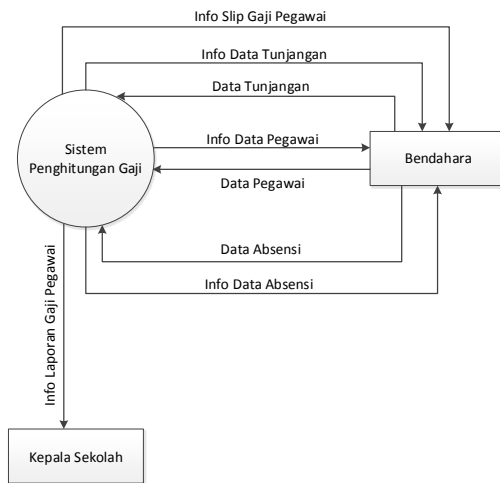 Info Slip Gaji Pegawai
Info Data Tunjangan
Data Tunjangan
Sistem
Penghitungan Gaji
Info Data Pegawai
Bendahara
Data Pegawai
Data Absensi
Info Data Absensi
Info Laporan Gaji Pegawai
Kepala Sekolah